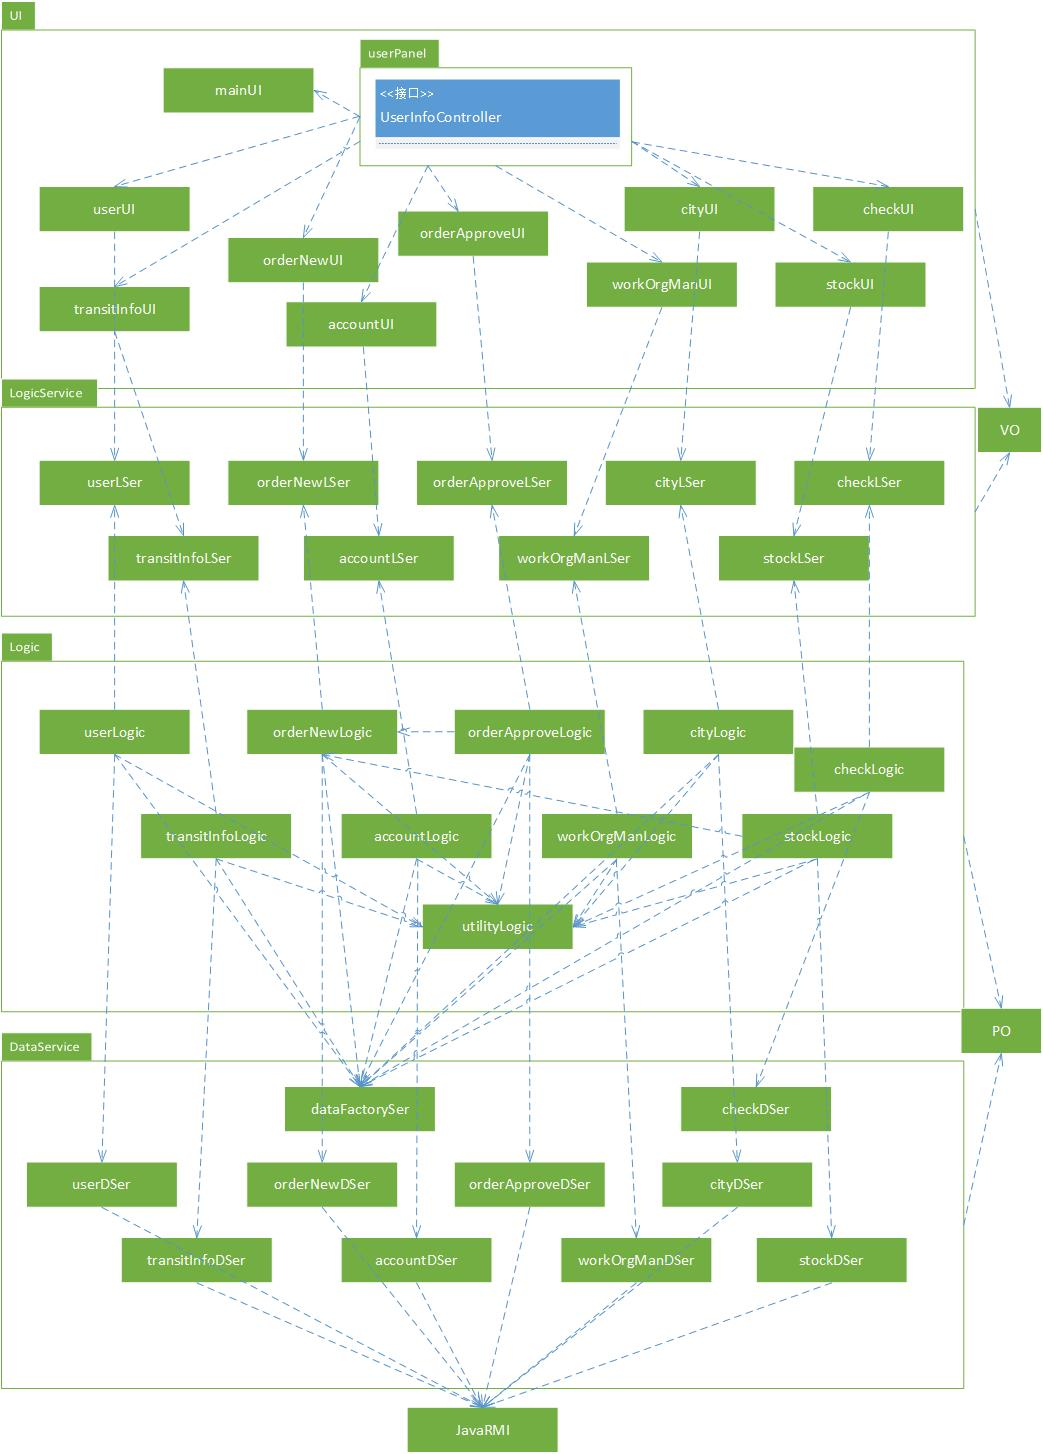 UI
userPanel
<<接口>>
UserInfoController
mainUI
userUI
cityUI
checkUI
orderApproveUI
orderNewUI
workOrgManUI
stockUI
transitInfoUI
accountUI
LogicService
VO
userLSer
orderNewLSer
orderApproveLSer
cityLSer
checkLSer
transitInfoLSer
accountLSer
workOrgManLSer
stockLSer
Logic
userLogic
orderNewLogic
orderApproveLogic
cityLogic
checkLogic
transitInfoLogic
accountLogic
workOrgManLogic
stockLogic
utilityLogic
PO
DataService
dataFactorySer
checkDSer
userDSer
orderNewDSer
orderApproveDSer
cityDSer
transitInfoDSer
accountDSer
workOrgManDSer
stockDSer
JavaRMI